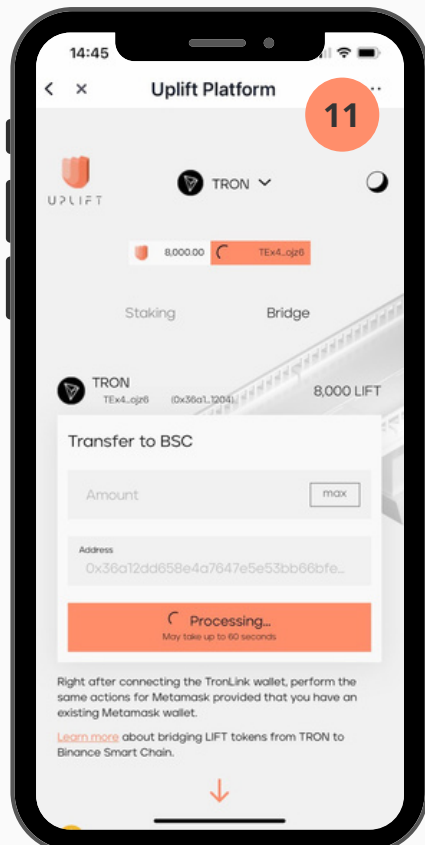 14:45
Uplift Platform
11
UPLIFT
TRON
8,000.00 TEx4...ojz6
Staking Bridge
TRON
TEx4...ojz6 (0x36a1...1204)
8,000 LIFT
Transfer to BSC
Amount max
Address
0x36a12dd658e4a7647e5e53bb66bfe...
Processing...
May take up to 60 seconds
Right after connecting the TronLink wallet, perform the
same actions for Metamask provided that you have an
existing Metamask wallet.
Learn more about bridging LIFT tokens from TRON to
Binance Smart Chain.